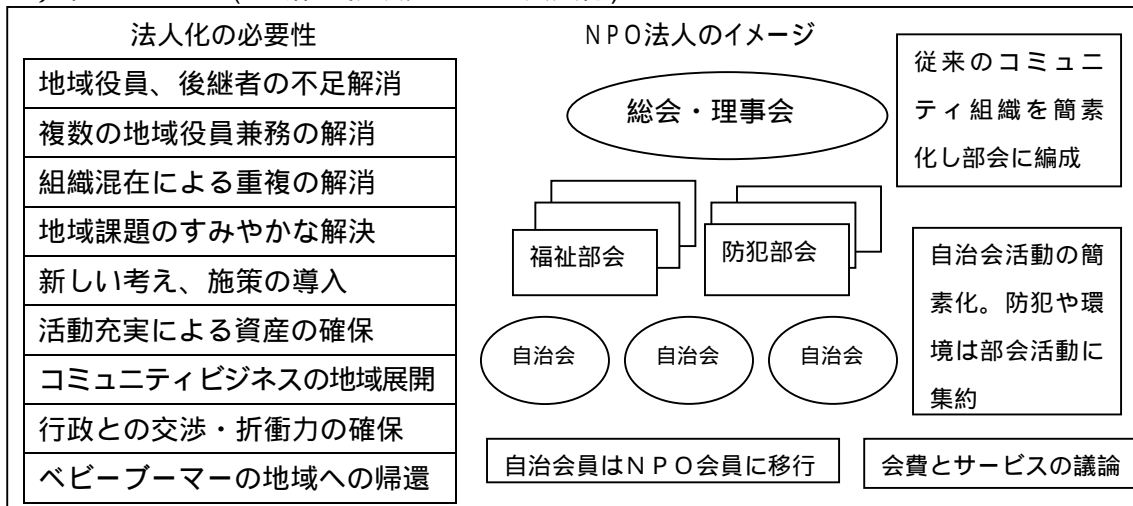 法人化の必要性
地域役員、後継者の不足解消
複数の地域役員兼務の解消
組織混在による重複の解消
地域課題のすみやかな解決
新しい考え、施策の導入
活動充実による資産の確保
コミュニティビジネスの地域展開
行政との交渉・折衝力の確保
ベビーブーマーの地域への帰還
NPO法人のイメージ
総会・理事会
従来のコミュニ
ティ組織を簡素
化し部会に編成
福祉部会
防犯部会
自治会活動の簡
素化。防犯や環
境は部会活動に
集約
自治会
自治会
自治会
自治会員はNPO会員に移行
会費とサービスの議論